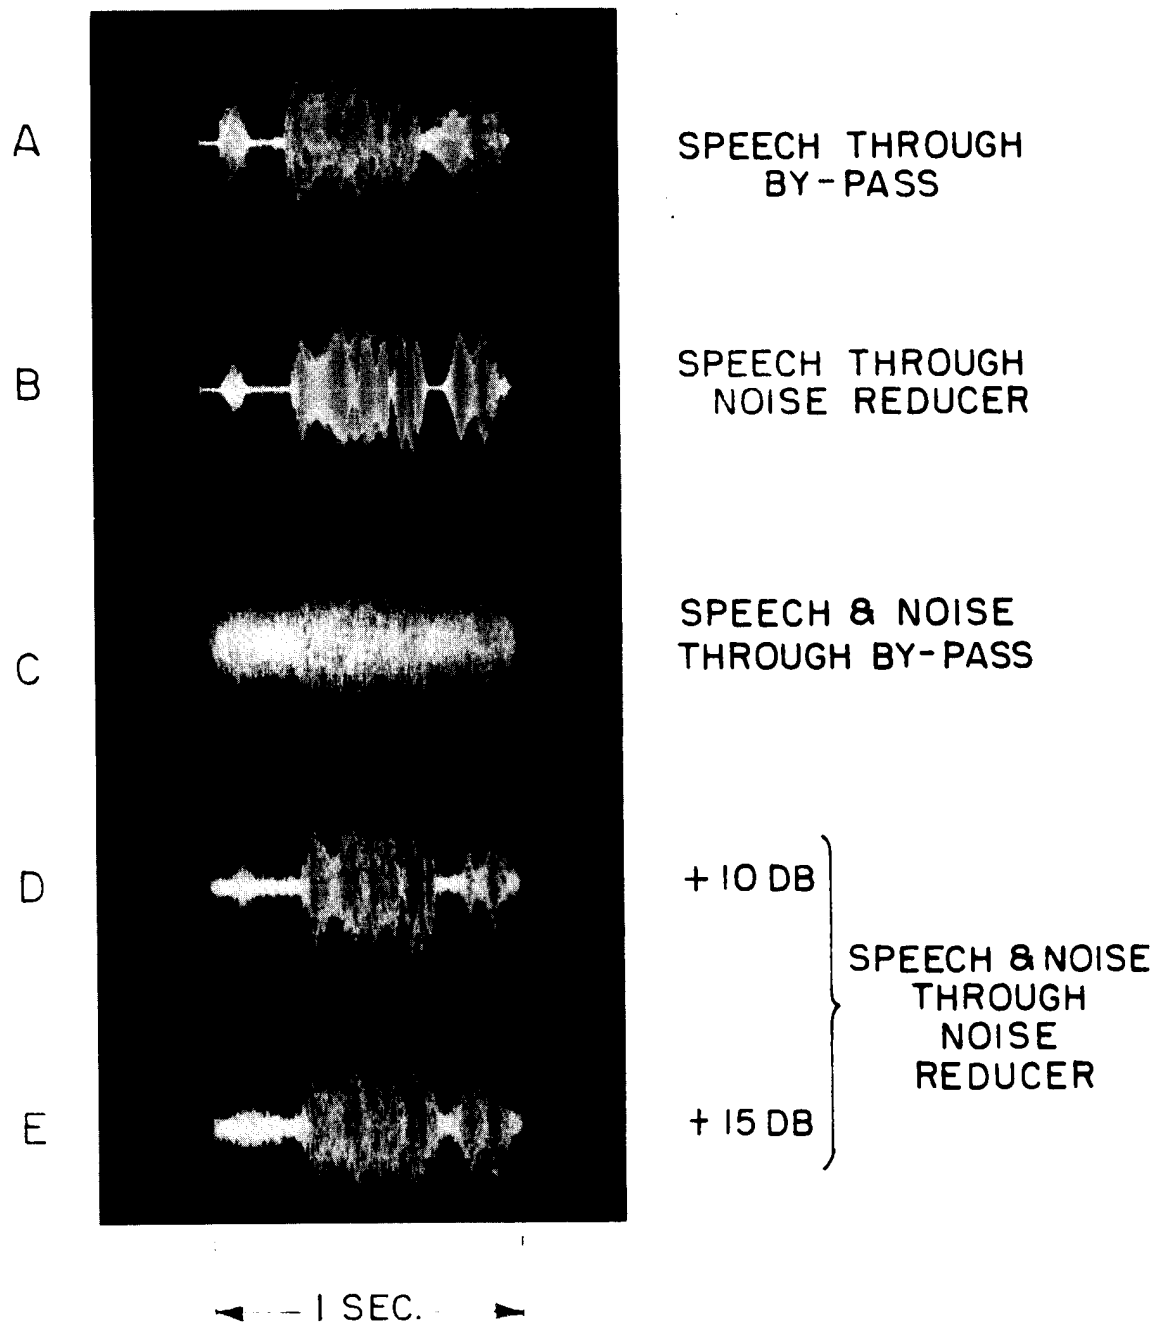 A
SPEECH THROUGH
BY-PASS
B
SPEECH THROUGH
NOISE REDUCER
C
SPEECH & NOISE
THROUGH BY-PASS
D
+10 DB
SPEECH & NOISE
THROUGH
NOISE
REDUCER
E
+15 DB
1 SEC.